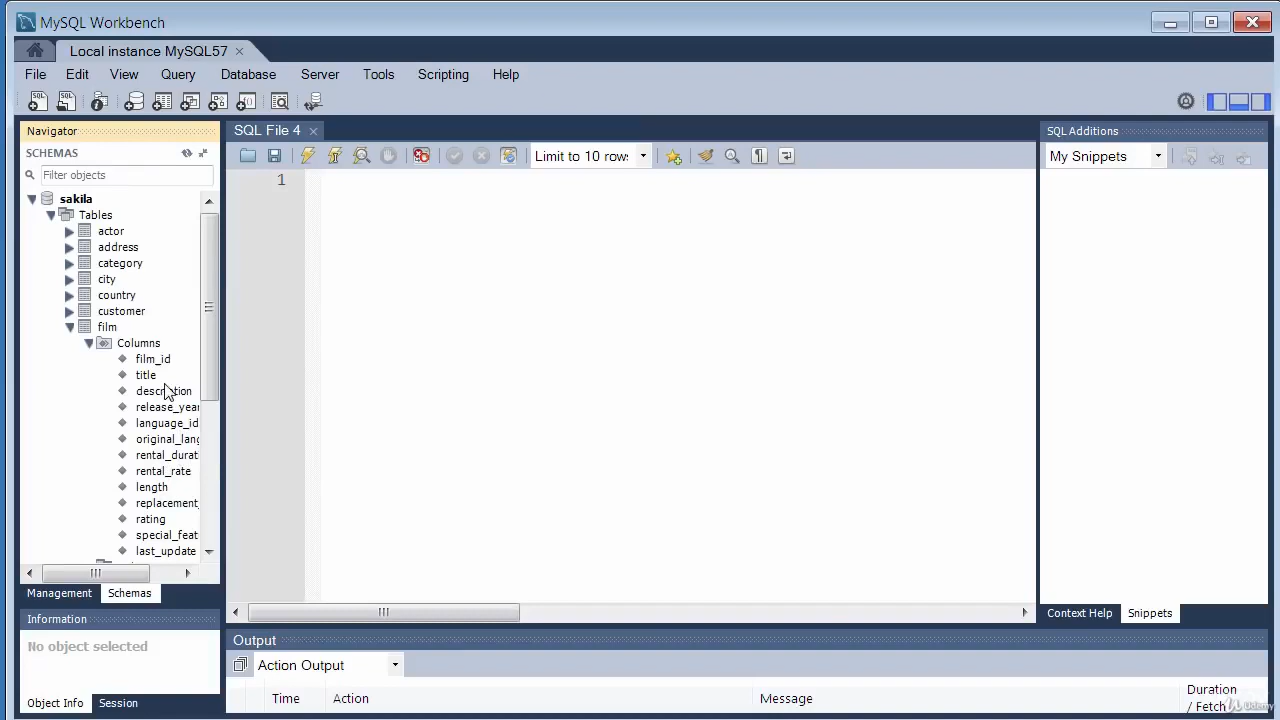 MySQL Workbench
Local instance MySQL57
File Edit View Query Database Server Tools Scripting Help
Navigator
SCHEMAS
Filter objects
sakila
Tables
actor
address
category
city
country
customer
film
Columns
film_id
title
description
release_year
language_id
original_lang
rental_durat
rental_rate
length
replacement_
rating
special_feat
last_update
Management Schemas
Information
No object selected
Object Info Session
SQL File 4
Limit to 10 rows
1
SQL Additions
My Snippets
Context Help Snippets
Output
Action Output
Time Action Message Duration / Fetch
Udemy